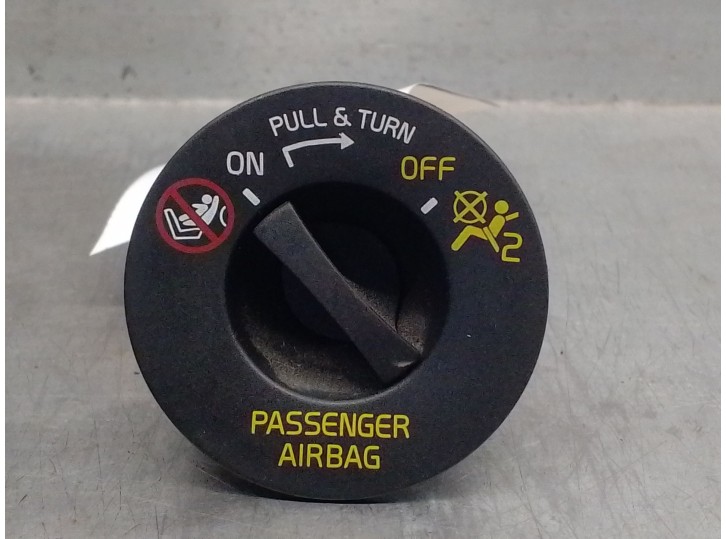 PULL & TURN
ON
OFF
2
PASSENGER
AIRBAG